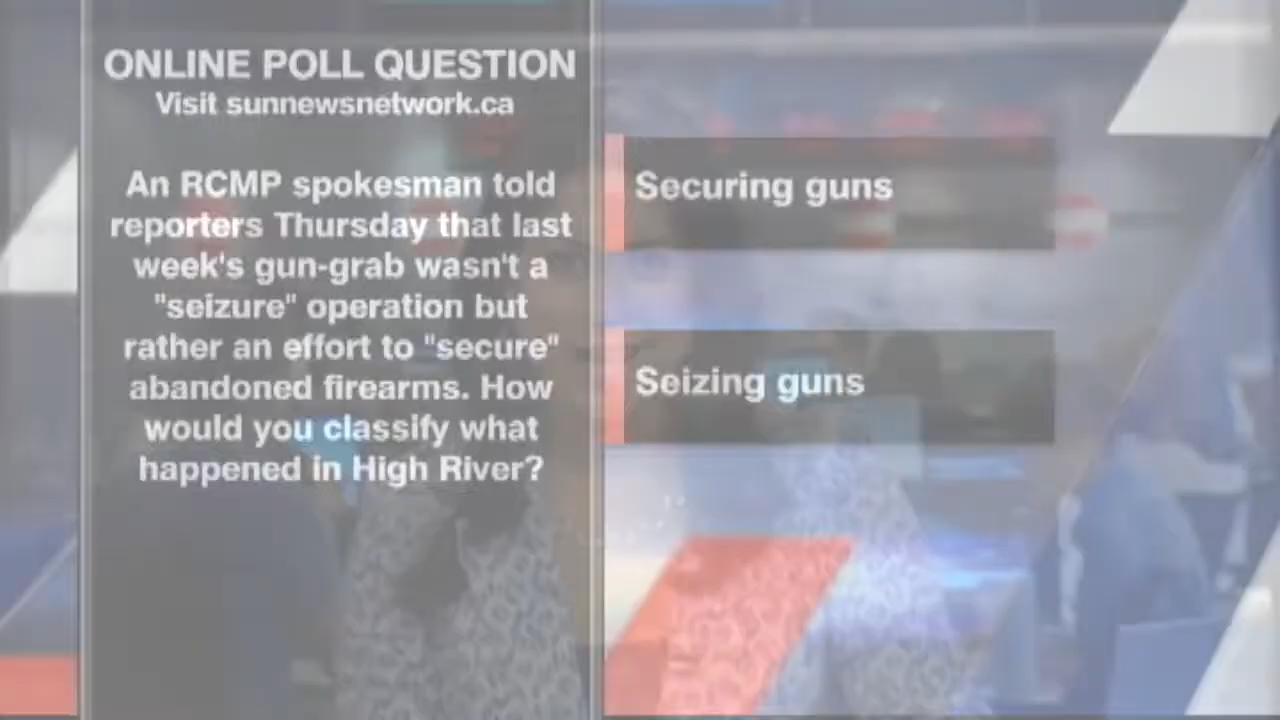 ONLINE POLL QUESTION
Visit sunnewsnetwork.ca
An RCMP spokesman told
reporters Thursday that last
week's gun-grab wasn't a
"seizure" operation but
rather an effort to "secure"
abandoned firearms. How
would you classify what
happened in High River?
Securing guns
Seizing guns